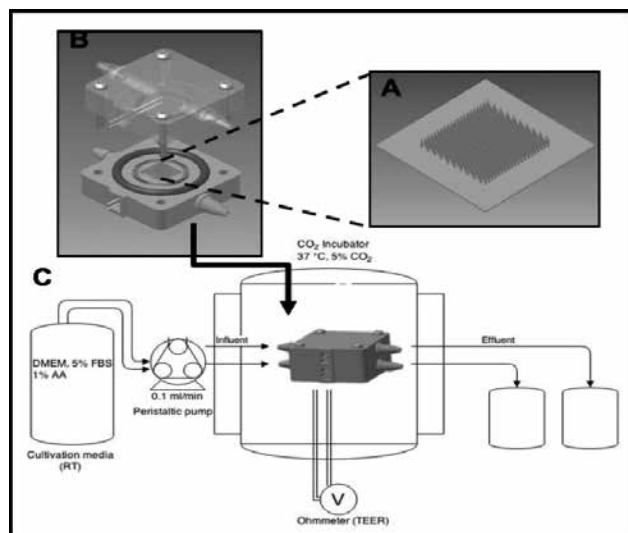 B
A
CO₂ Incubator
37 °C, 5% CO₂
C
DMEM, 5% FBS
1% AA
Influent
Effluent
0.1 ml/min
Peristaltic pump
Cultivation media
(RT)
V
Ohmmeter (TEER)